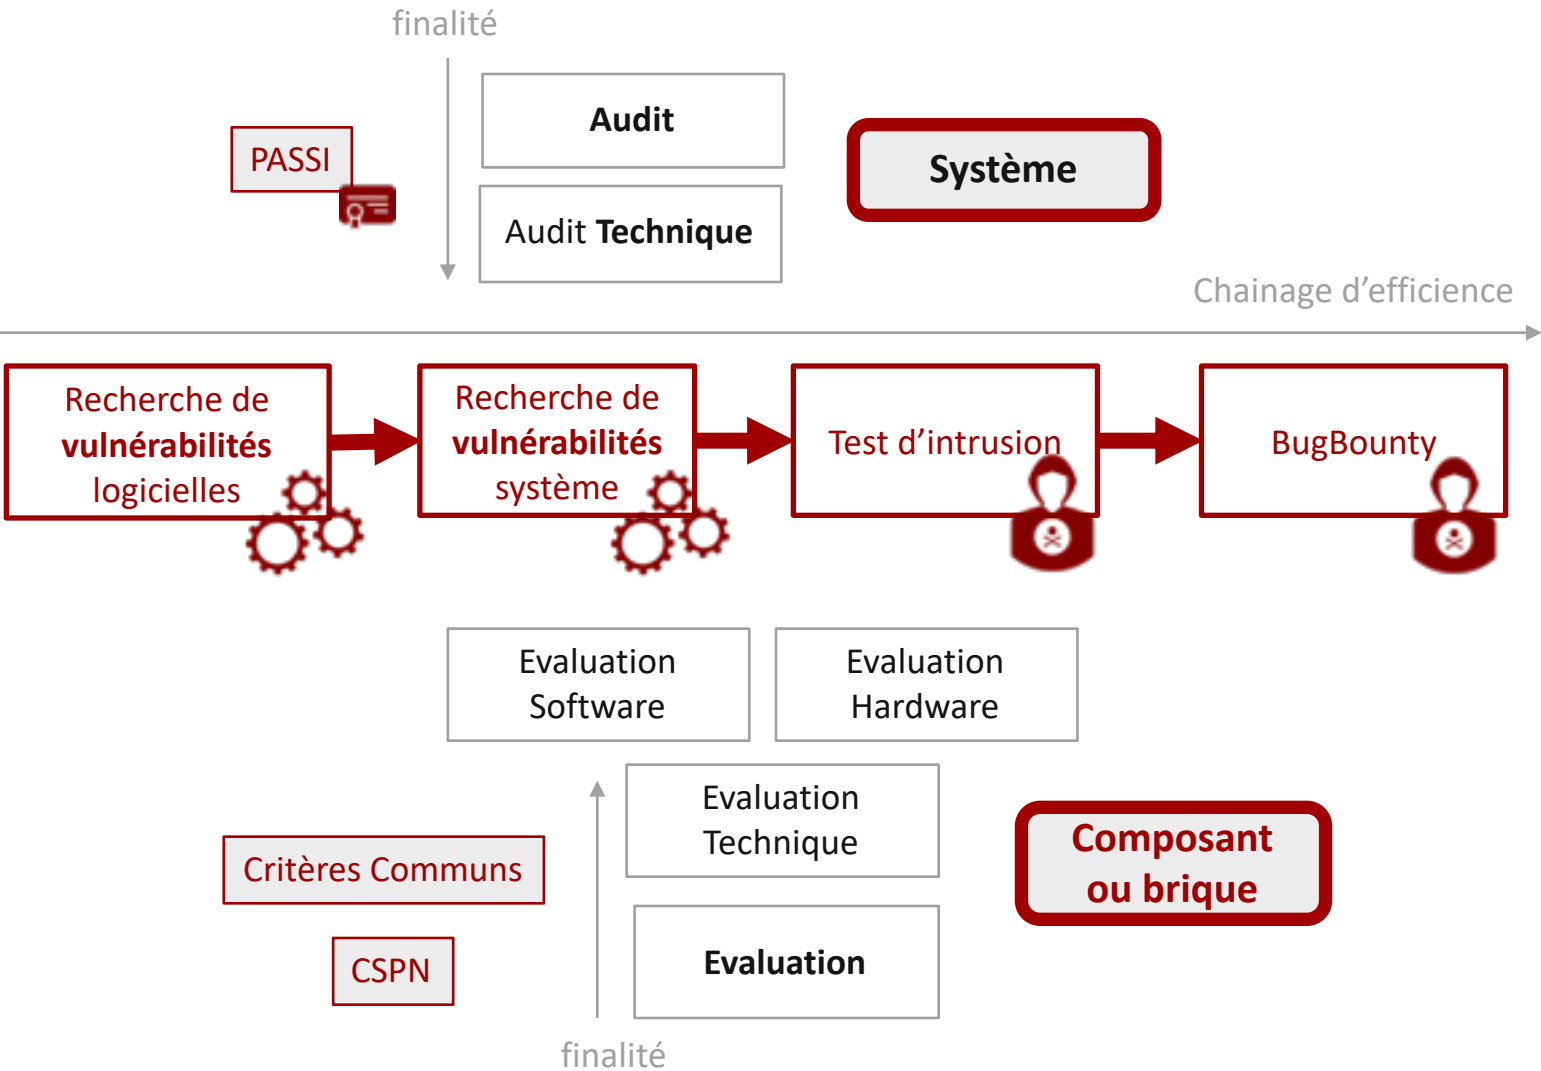 finalité
Audit
PASSI
Système
Audit Technique
Chainage d’efficience
Recherche de
vulnérabilités
logicielles
Recherche de
vulnérabilités
système
Test d’intrusion
BugBounty
Evaluation
Software
Evaluation
Hardware
Evaluation
Technique
Critères Communs
Composant
ou brique
CSPN
Evaluation
finalité